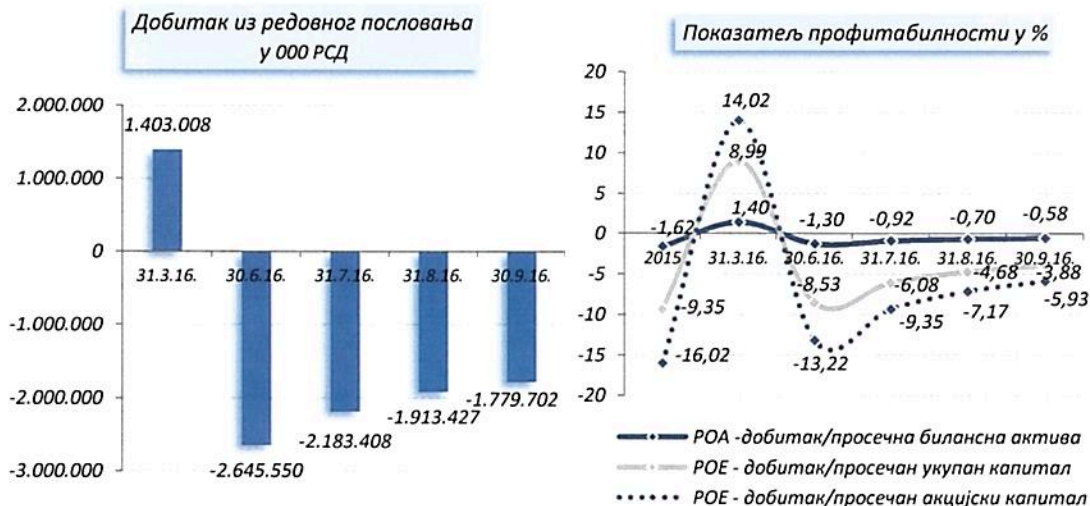 Добитак из редовног пословања
у 000 РСД
2.000.000
1.403.008
1.000.000
0
31.3.16. 30.6.16. 31.7.16. 31.8.16. 30.9.16.
-1.000.000
-2.000.000
-1.779.702
-1.913.427
-2.183.408
-2.645.550
-3.000.000
Показатељ профитабилности у %
20
15
14,02
10
8,99
5
-1,62 1,40 -1,30 -0,92 -0,70 -0,58
0
2015 31.3.16. 30.6.16. 31.7.16. 31.8.16. 30.9.16.
-5
-9,35 -8,53 -6,08 -4,68 -3,88
-10
-16,02 -13,22 -9,35 -7,17 -5,93
-15
-20
РОА -добитак/просечна билансна актива
РОЕ - добитак/просечан укупан капитал
РОЕ - добитак/просечан акцијски капитал